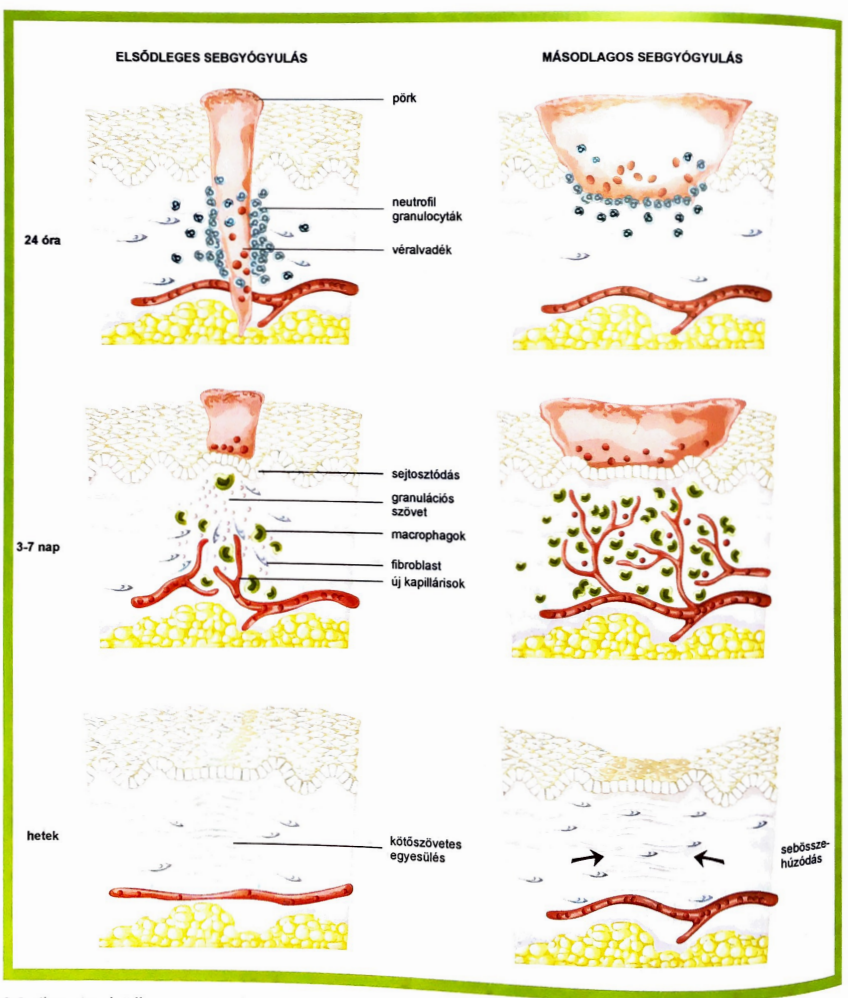 ELSŐDLEGES SEBGYÓGYULÁS
MÁSODLAGOS SEBGYÓGYULÁS
pörk
neutrofil
granulocyták
24 óra
véralvadék
sejtosztódás
granulációs
szövet
macrophagok
3-7 nap
fibroblast
új kapillárisok
hetek
kötőszövetes
egyesülés
sebössze-
húzódás